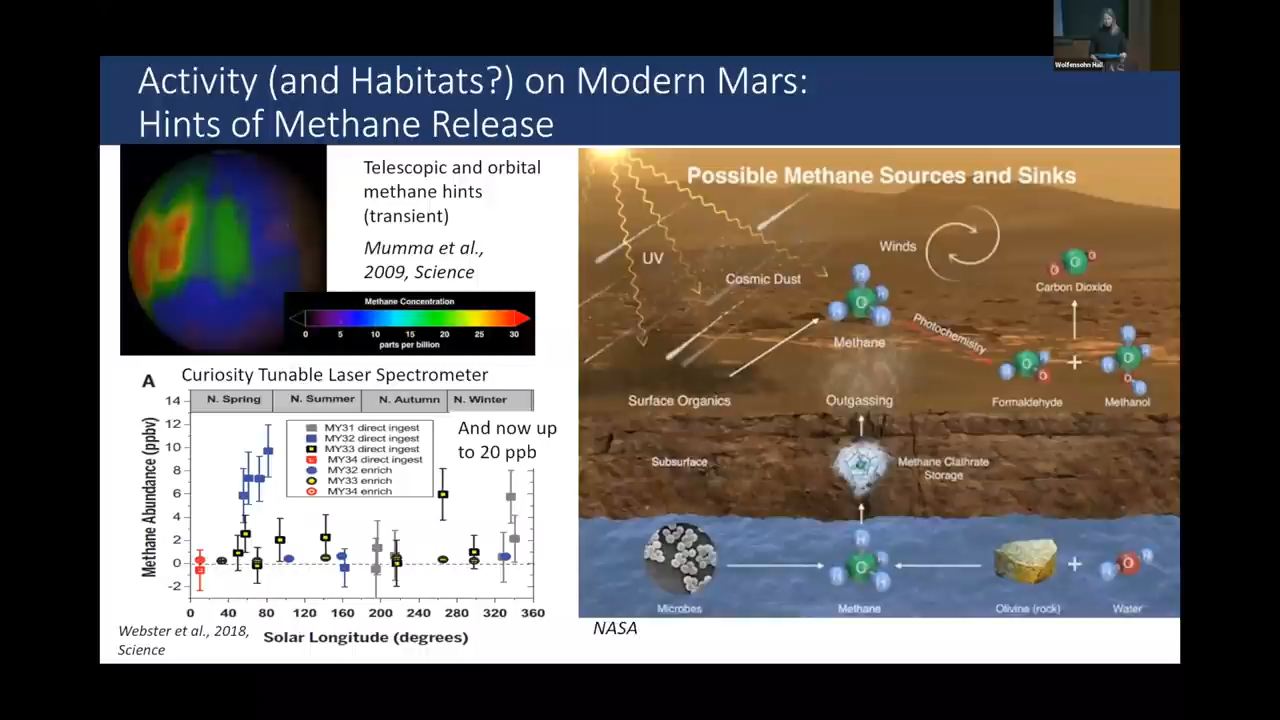 Activity (and Habitats?) on Modern Mars:
Hints of Methane Release
Wolfensohn Hall
Telescopic and orbital
methane hints
(transient)
Mumma et al.,
2009, Science
Methane Concentration
0 5 10 15 20 25 30
parts per billion
A
Curiosity Tunable Laser Spectrometer
N. Spring N. Summer N. Autumn N. Winter
MY31 direct ingest
MY32 direct ingest
MY33 direct ingest
MY34 direct ingest
MY32 enrich
MY33 enrich
MY34 enrich
And now up
to 20 ppb
Methane Abundance (ppbv)
14
12
10
8
6
4
2
0
-2
0 40 80 120 160 200 240 280 320 360
Solar Longitude (degrees)
Webster et al., 2018,
Science
Possible Methane Sources and Sinks
UV
Cosmic Dust
Winds
Carbon Dioxide
Methane
Photochemistry
Formaldehyde
+
Methanol
Surface Organics
Outgassing
Subsurface
Methane Clathrate
Storage
Microbes
Methane
Olivine (rock)
+
Water
NASA